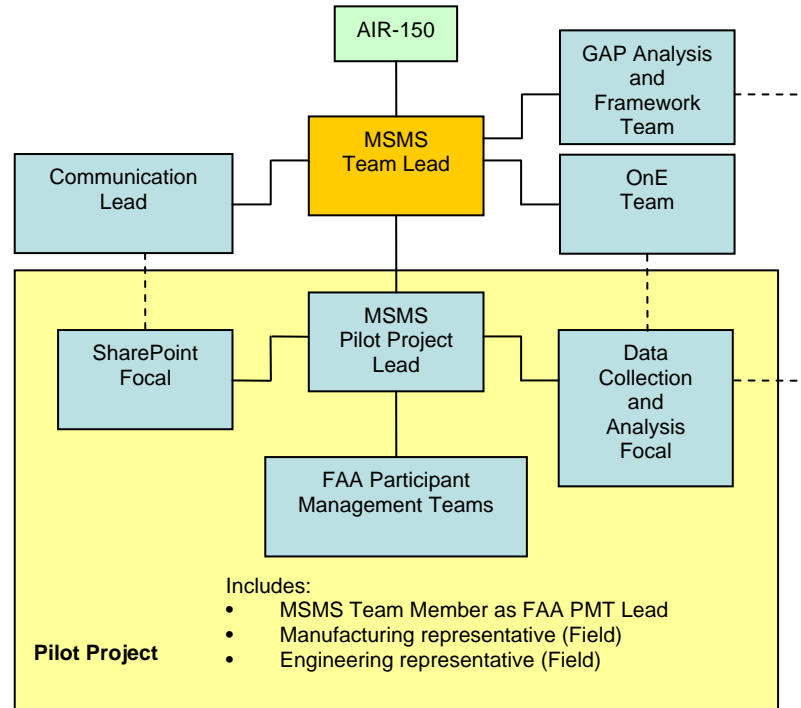 AIR-150
GAP Analysis
and
Framework
Team
MSMS
Team Lead
Communication
Lead
OnE
Team
MSMS
Pilot Project
Lead
SharePoint
Focal
Data
Collection
and
Analysis
Focal
FAA Participant
Management Teams
Includes:
• MSMS Team Member as FAA PMT Lead
• Manufacturing representative (Field)
• Engineering representative (Field)
Pilot Project